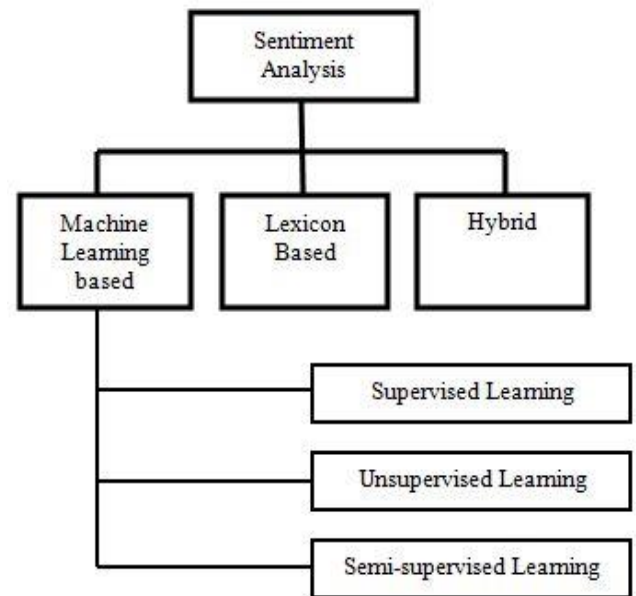 Sentiment
Analysis
Machine
Learning
based
Lexicon
Based
Hybrid
Supervised Learning
Unsupervised Learning
Semi-supervised Learning